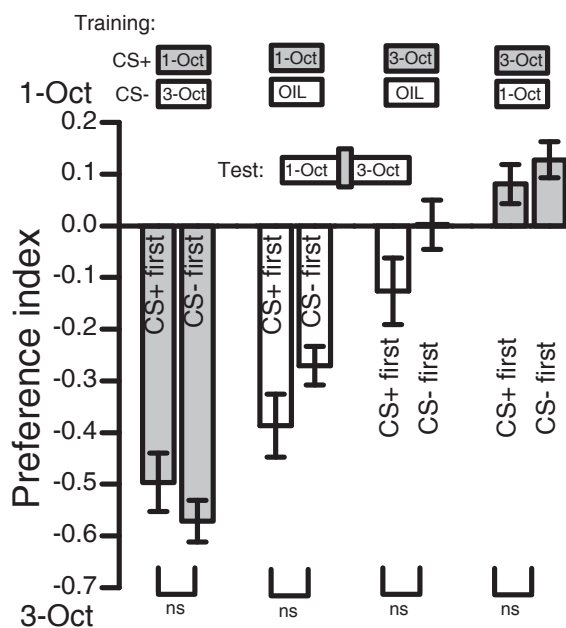 Training:
CS+ 1-Oct 1-Oct 3-Oct 3-Oct
CS- 3-Oct OIL OIL 1-Oct
1-Oct
Test: 1-Oct 3-Oct
Preference index
0.2
0.1
0.0
-0.1
-0.2
-0.3
-0.4
-0.5
-0.6
-0.7
CS+ first
CS- first
CS+ first
CS- first
CS+ first
CS- first
CS+ first
CS- first
ns ns ns ns
3-Oct